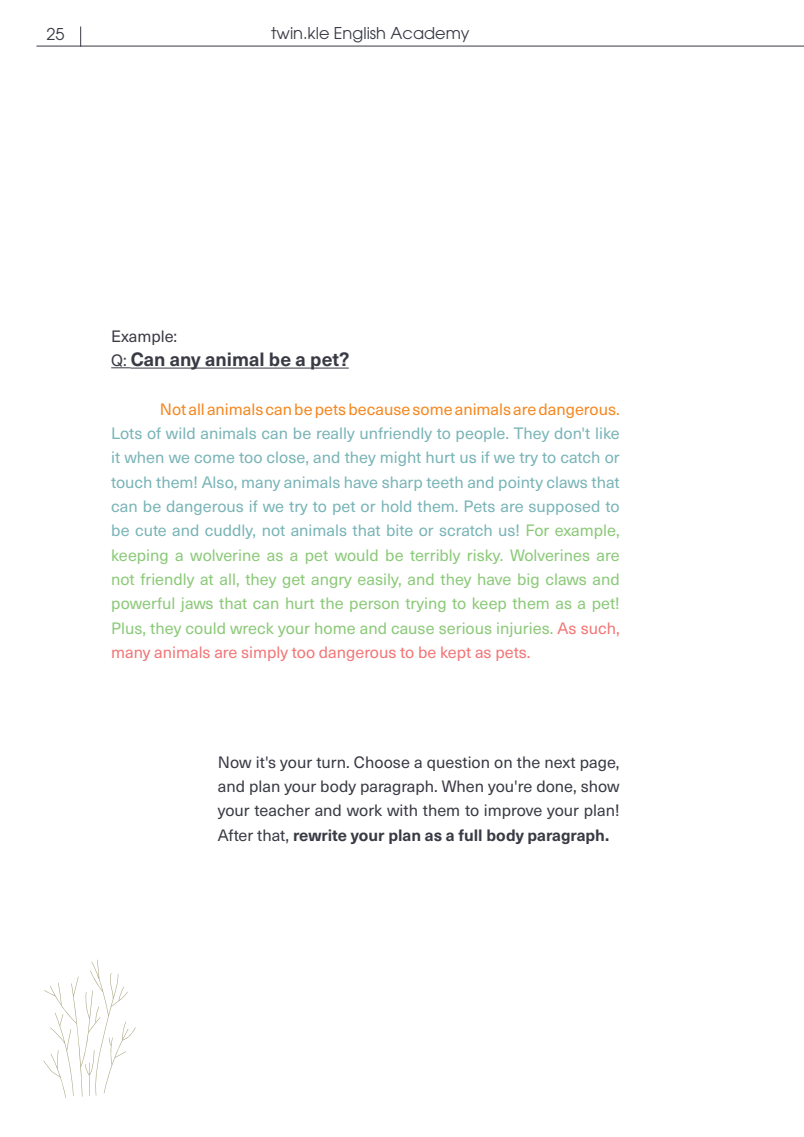 25
twin.kle English Academy
Example:
Q: Can any animal be a pet?
Not all animals can be pets because some animals are dangerous.
Lots of wild animals can be really unfriendly to people. They don't like
it when we come too close, and they might hurt us if we try to catch or
touch them! Also, many animals have sharp teeth and pointy claws that
can be dangerous if we try to pet or hold them. Pets are supposed to
be cute and cuddly, not animals that bite or scratch us! For example,
keeping a wolverine as a pet would be terribly risky. Wolverines are
not friendly at all, they get angry easily, and they have big claws and
powerful jaws that can hurt the person trying to keep them as a pet!
Plus, they could wreck your home and cause serious injuries. As such,
many animals are simply too dangerous to be kept as pets.
Now it's your turn. Choose a question on the next page,
and plan your body paragraph. When you're done, show
your teacher and work with them to improve your plan!
After that, rewrite your plan as a full body paragraph.